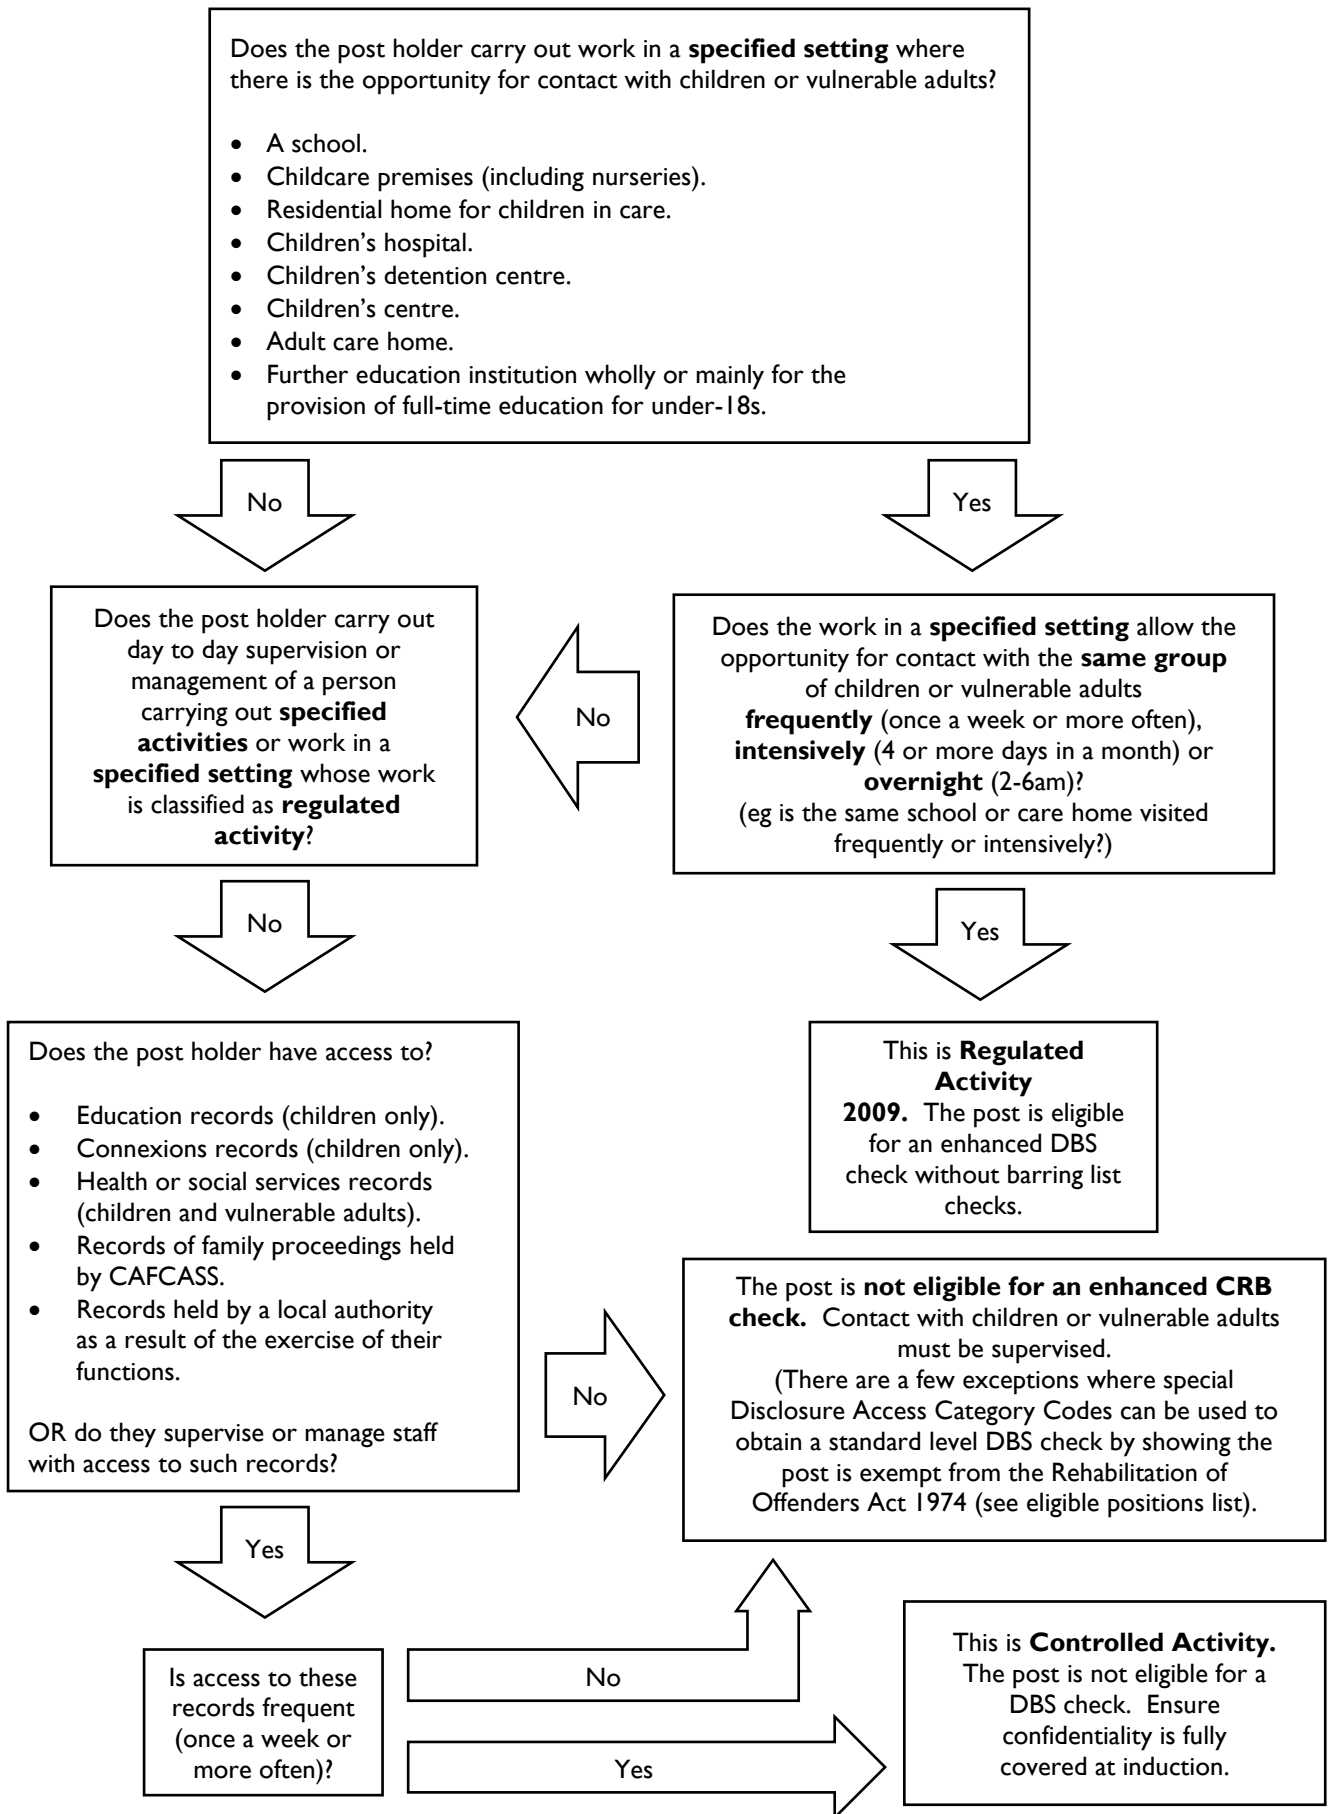 Does the post holder carry out work in a specified setting where
there is the opportunity for contact with children or vulnerable adults?
• A school.
• Childcare premises (including nurseries).
• Residential home for children in care.
• Children's hospital.
• Children's detention centre.
• Children's centre.
• Adult care home.
• Further education institution wholly or mainly for the
provision of full-time education for under-18s.
No
Yes
Does the post holder carry out
day to day supervision or
management of a person
carrying out specified
activities or work in a
specified setting whose work
is classified as regulated
activity?
No
Does the work in a specified setting allow the
opportunity for contact with the same group
of children or vulnerable adults
frequently (once a week or more often),
intensively (4 or more days in a month) or
overnight (2-6am)?
(eg is the same school or care home visited
frequently or intensively?)
No
Yes
Does the post holder have access to?
• Education records (children only).
• Connexions records (children only).
• Health or social services records
(children and vulnerable adults).
• Records of family proceedings held
by CAFCASS.
• Records held by a local authority
as a result of the exercise of their
functions.
OR do they supervise or manage staff
with access to such records?
This is Regulated
Activity
2009. The post is eligible
for an enhanced DBS
check without barring list
checks.
No
The post is not eligible for an enhanced CRB
check. Contact with children or vulnerable adults
must be supervised.
(There are a few exceptions where special
Disclosure Access Category Codes can be used to
obtain a standard level DBS check by showing the
post is exempt from the Rehabilitation of
Offenders Act 1974 (see eligible positions list).
Yes
Is access to these
records frequent
(once a week or
more often)?
No
Yes
This is Controlled Activity.
The post is not eligible for a
DBS check. Ensure
confidentiality is fully
covered at induction.